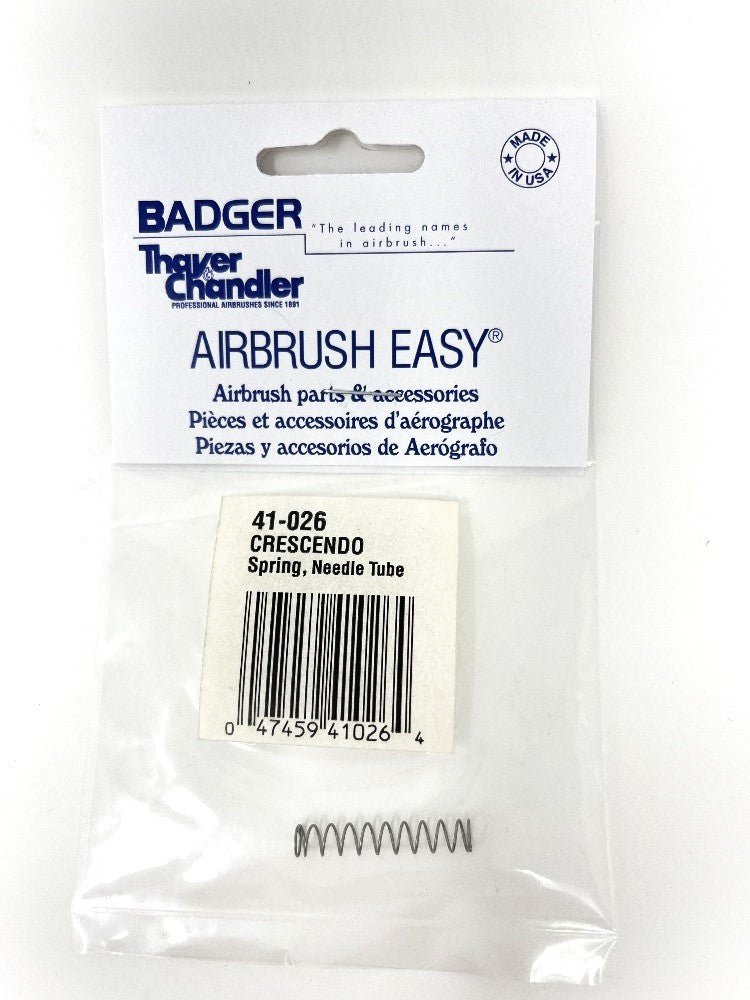 MADE
IN USA
BADGER
"The leading names
in airbrush..."
Thayer
& Chandler
PROFESSIONAL AIRBRUSHES SINCE 1891
AIRBRUSH EASY®
Airbrush parts & accessories
Pièces et accessoires d'aérographe
Piezas y accesorios de Aerógrafo
41-026
CRESCENDO
Spring, Needle Tube
0 47459 41026 4